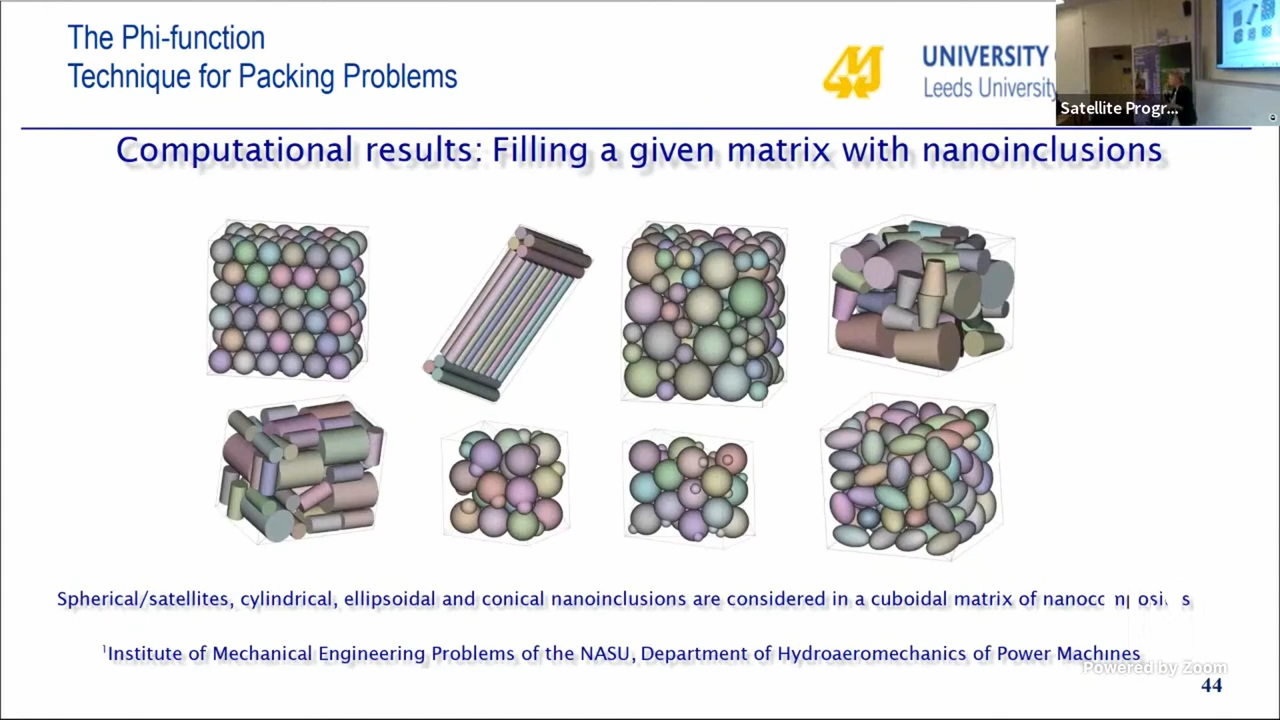 The Phi-function
Technique for Packing Problems
UNIVERSITY
Leeds University
Satellite Progr...
Computational results: Filling a given matrix with nanoinclusions
Spherical/satellites, cylindrical, ellipsoidal and conical nanoinclusions are considered in a cuboidal matrix of nanocomposites
¹Institute of Mechanical Engineering Problems of the NASU, Department of Hydroaeromechanics of Power Machines
Powered by Zoom
44